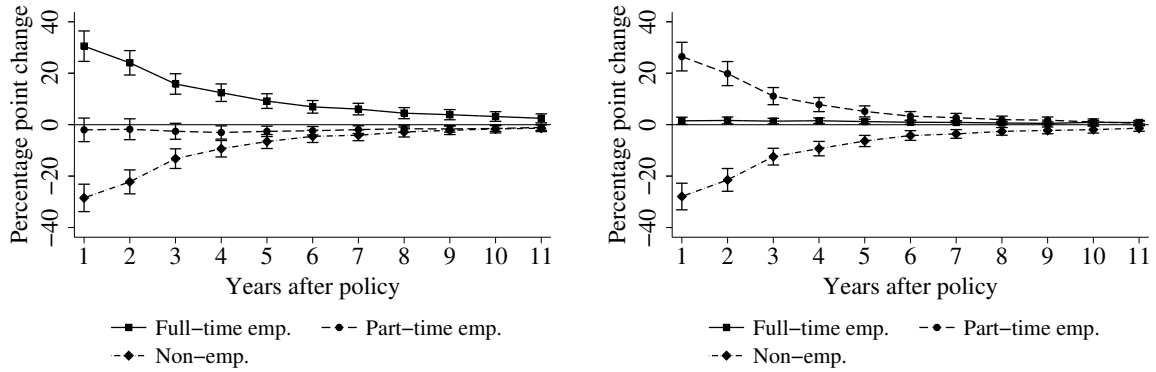 Percentage point change
40
20
0
−20
−40
1 2 3 4 5 6 7 8 9 10 11
Years after policy
Full−time emp. Part−time emp.
Non−emp.
Percentage point change
40
20
0
−20
−40
1 2 3 4 5 6 7 8 9 10 11
Years after policy
Full−time emp. Part−time emp.
Non−emp.